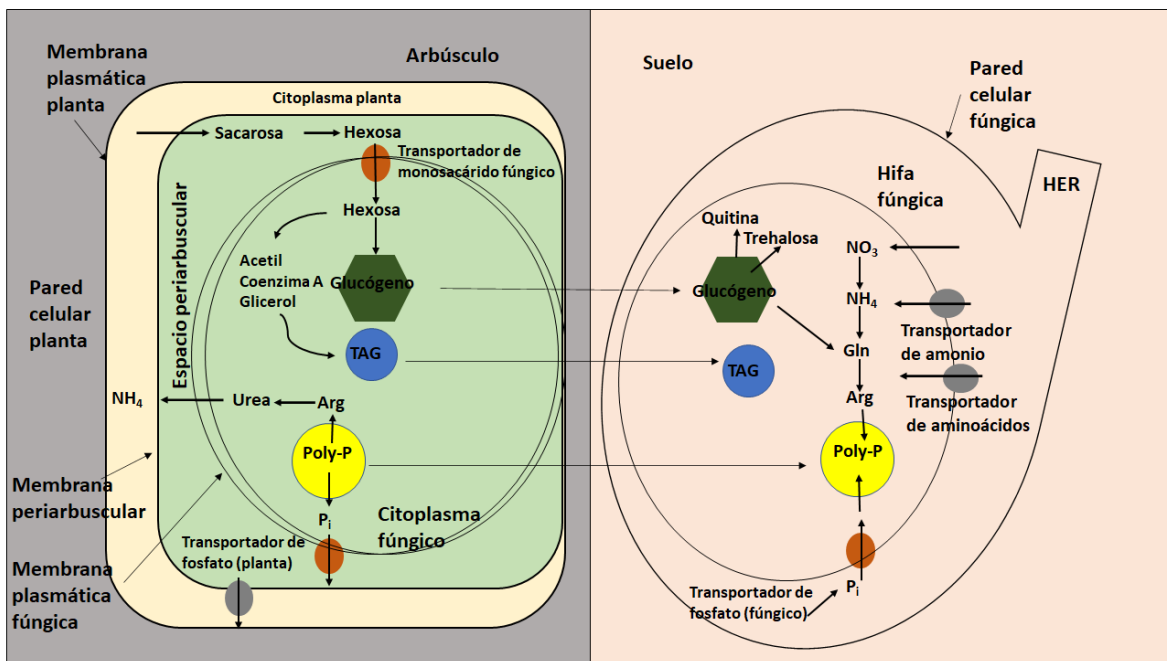 Arbúsculo
Membrana
plasmática
planta
Citoplasma planta
Sacarosa
Hexosa
Transportador de
monosacárido fúngico
Hexosa
Espacio periarbuscular
Acetil
Coenzima A
Glicerol
Glucógeno
Pared
celular
planta
TAG
NH4
Urea
Arg
Poly-P
Membrana
periarbuscular
Pi
Citoplasma
fúngico
Transportador de
fosfato (planta)
Membrana
plasmática
fúngica
Suelo
Pared
celular
fúngica
HER
Hifa
fúngica
Quitina
Trehalosa
NO3
Glucógeno
NH4
Transportador
de amonio
Gln
TAG
Arg
Transportador
de aminoácidos
Poly-P
Transportador de
fosfato (fúngico)
Pi